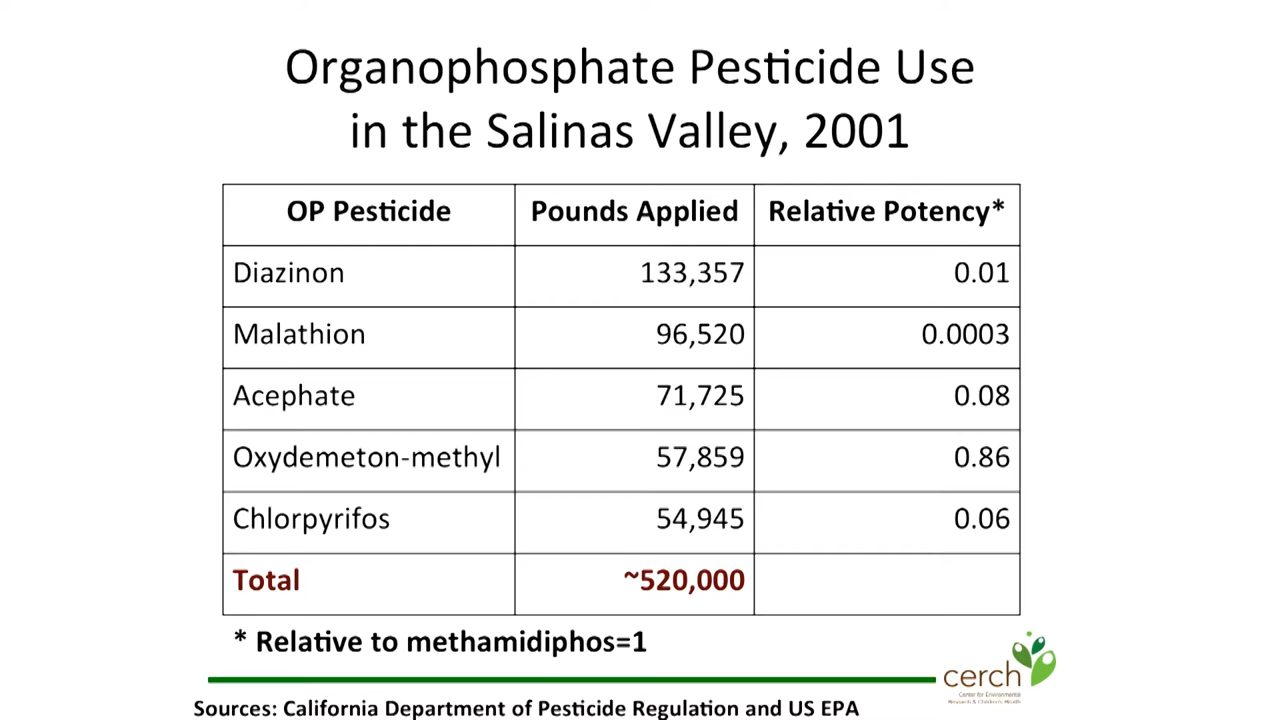 Organophosphate Pesticide Use
in the Salinas Valley, 2001
OP Pesticide Pounds Applied Relative Potency*
Diazinon 133,357 0.01
Malathion 96,520 0.0003
Acephate 71,725 0.08
Oxydemeton-methyl 57,859 0.86
Chlorpyrifos 54,945 0.06
Total ~520,000
* Relative to methamidiphos=1
cerch
Center for Environmental
Research & Children's Health
Sources: California Department of Pesticide Regulation and US EPA